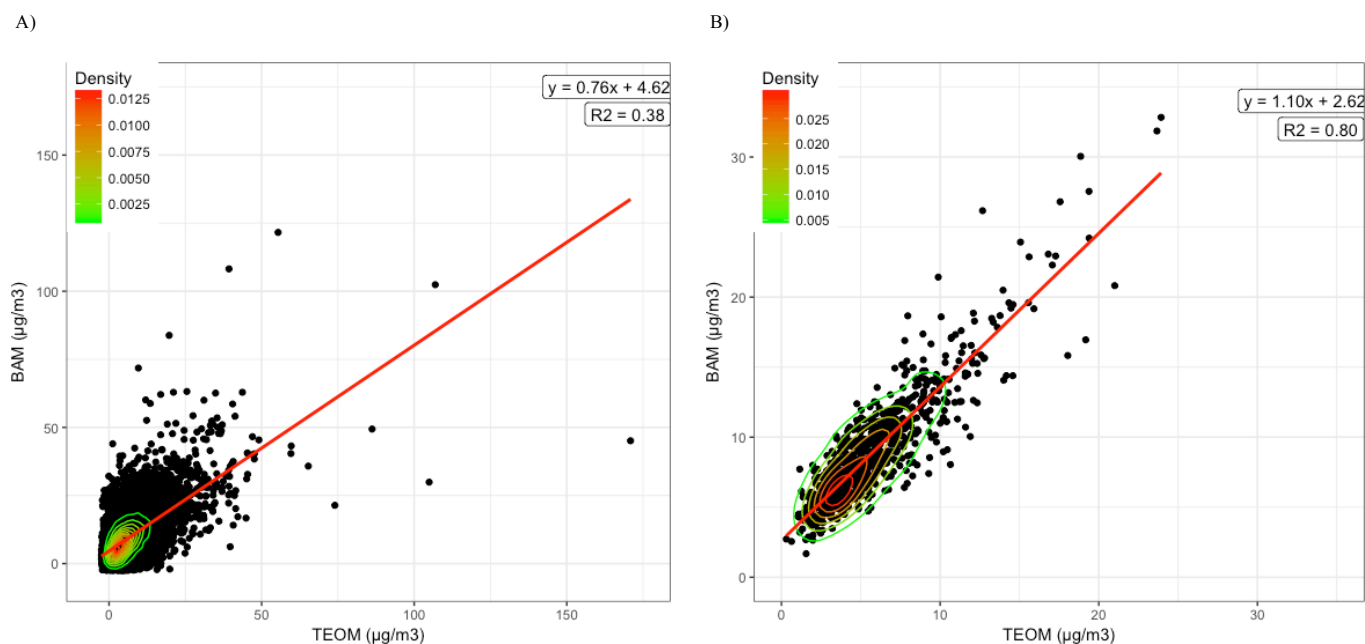 A)
B)
Density
0.0125
0.0100
0.0075
0.0050
0.0025
y = 0.76x + 4.62
R2 = 0.38
150
100
50
0
BAM (µg/m3)
0
50
100
150
TEOM (µg/m3)
Density
0.025
0.020
0.015
0.010
0.005
y = 1.10x + 2.62
R2 = 0.80
30
20
10
0
BAM (µg/m3)
0
10
20
30
TEOM (µg/m3)